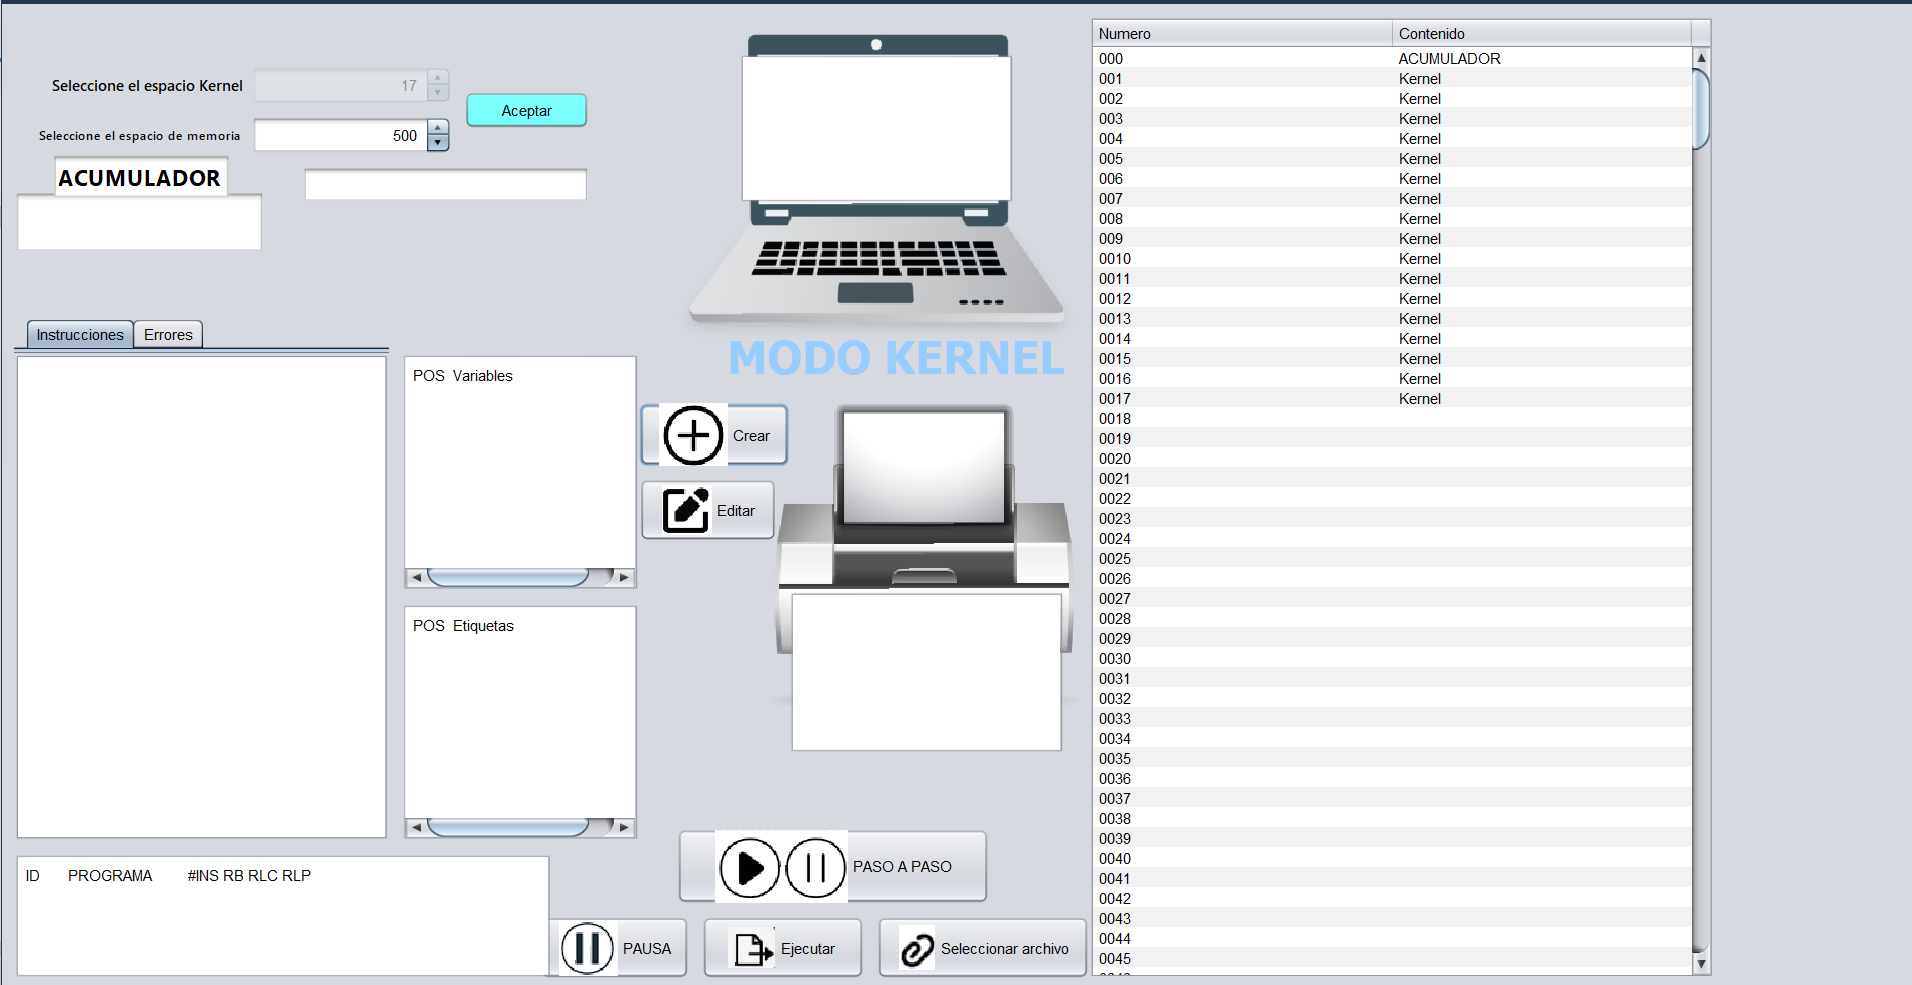 Seleccione el espacio Kernel
17
Aceptar
Seleccione el espacio de memoria
500
ACUMULADOR
Instrucciones
Errores
POS Variables
POS Etiquetas
ID PROGRAMA #INS RB RLC RLP
MODO KERNEL
Crear
Editar
PASO A PASO
PAUSA
Ejecutar
Seleccionar archivo
Numero Contenido
000 ACUMULADOR
001 Kernel
002 Kernel
003 Kernel
004 Kernel
005 Kernel
006 Kernel
007 Kernel
008 Kernel
009 Kernel
0010 Kernel
0011 Kernel
0012 Kernel
0013 Kernel
0014 Kernel
0015 Kernel
0016 Kernel
0017 Kernel
0018
0019
0020
0021
0022
0023
0024
0025
0026
0027
0028
0029
0030
0031
0032
0033
0034
0035
0036
0037
0038
0039
0040
0041
0042
0043
0044
0045